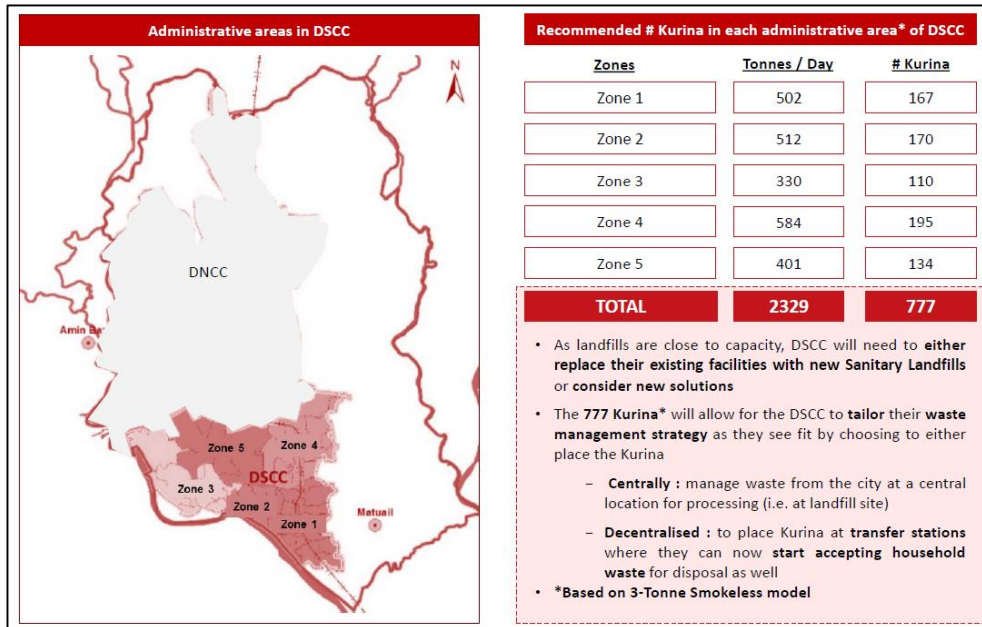 Administrative areas in DSCC
N
DNCC
Amin Ba
Zone 5
Zone 4
DSCC
Zone 3
Zone 2
Zone 1
Matuail
Recommended # Kurina in each administrative area* of DSCC
Zones Tonnes / Day # Kurina
Zone 1 502 167
Zone 2 512 170
Zone 3 330 110
Zone 4 584 195
Zone 5 401 134
TOTAL 2329 777
• As landfills are close to capacity, DSCC will need to either
replace their existing facilities with new Sanitary Landfills
or consider new solutions
• The 777 Kurina* will allow for the DSCC to tailor their waste
management strategy as they see fit by choosing to either
place the Kurina
– Centrally : manage waste from the city at a central
location for processing (i.e. at landfill site)
– Decentralised : to place Kurina at transfer stations
where they can now start accepting household
waste for disposal as well
• *Based on 3-Tonne Smokeless model